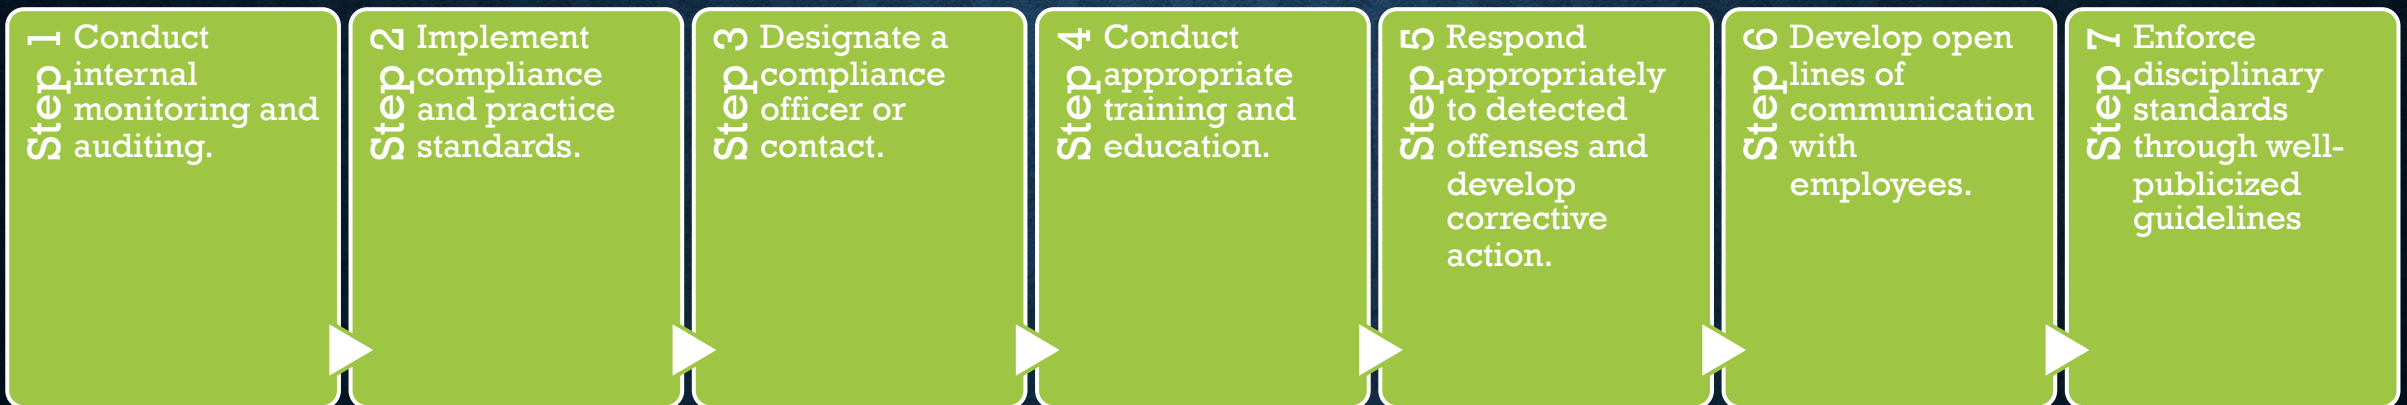 Step 1
Conduct
internal
monitoring and
auditing.
Step 2
Implement
compliance
and practice
standards.
Step 3
Designate a
compliance
officer or
contact.
Step 4
Conduct
appropriate
training and
education.
Step 5
Respond
appropriately
to detected
offenses and
develop
corrective
action.
Step 6
Develop open
lines of
communication
with
employees.
Step 7
Enforce
disciplinary
standards
through well-
publicized
guidelines